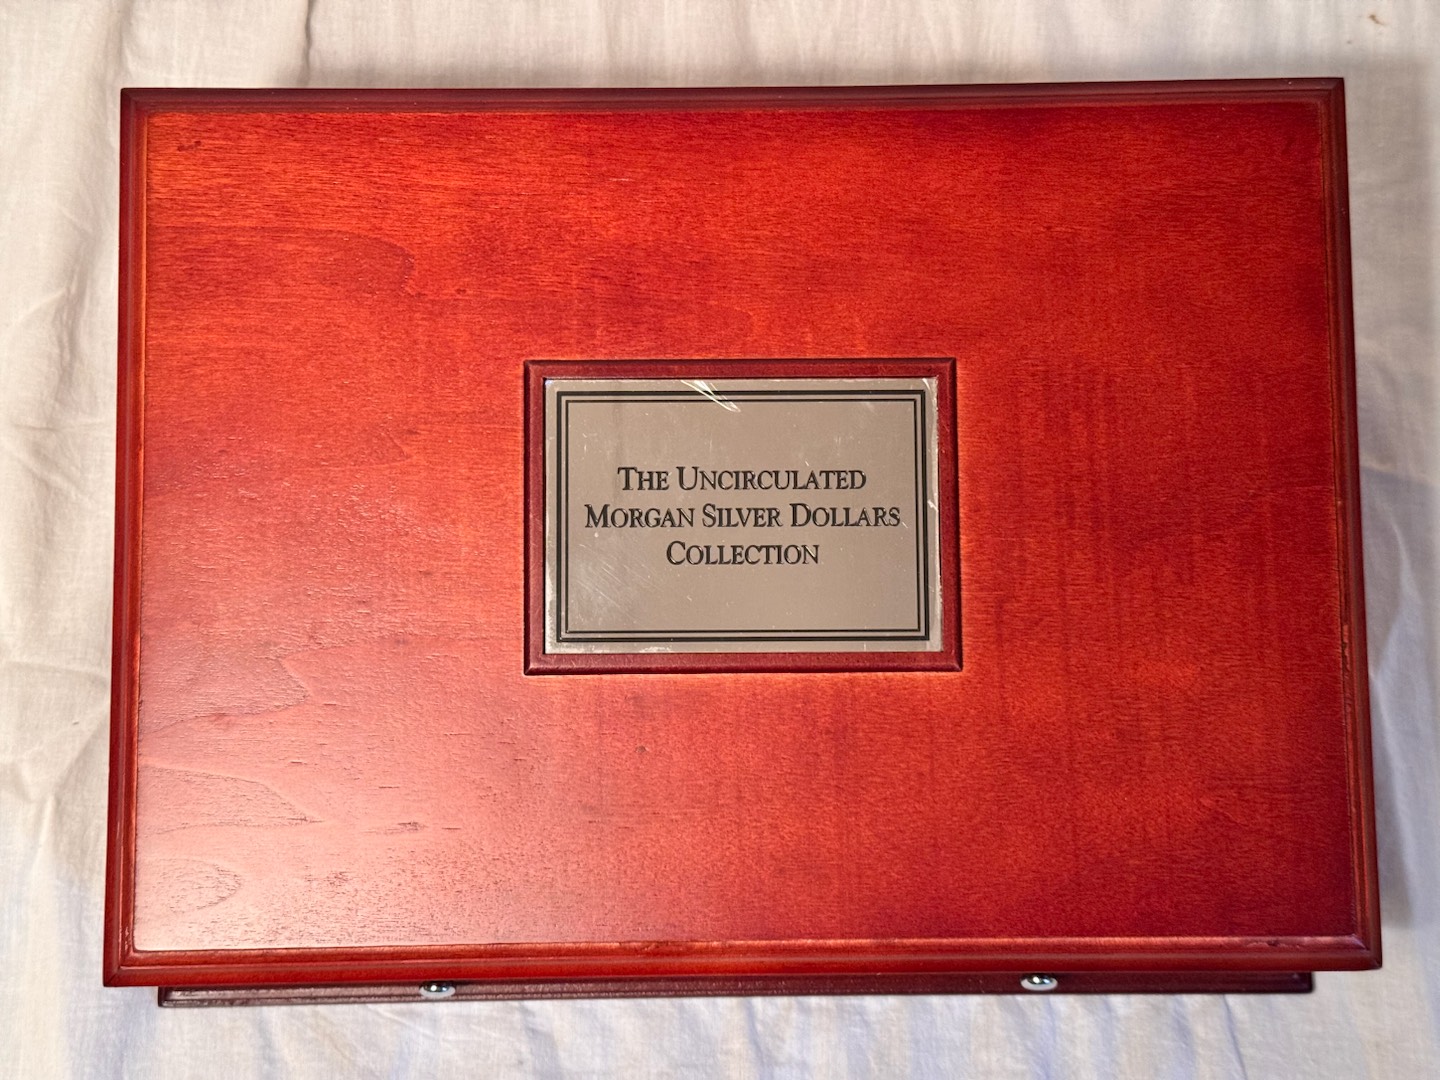 The Uncirculated
Morgan Silver Dollars
Collection